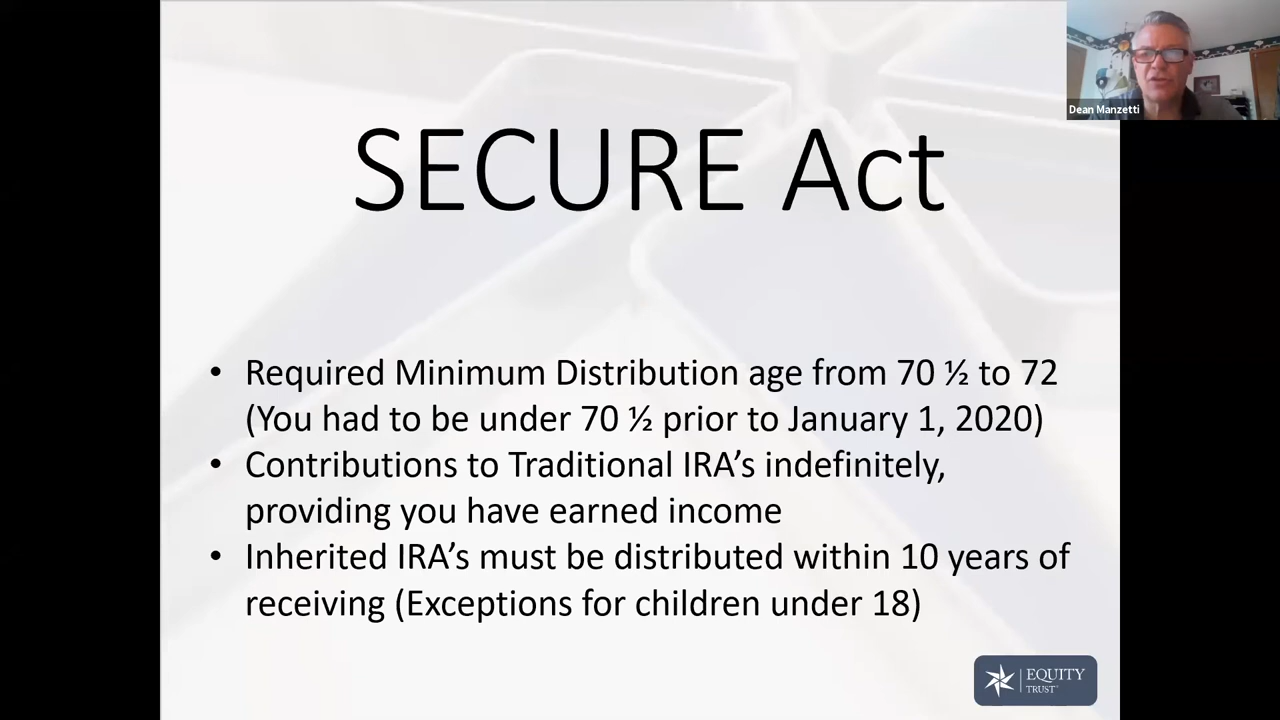 Dean Manzetti
SECURE Act
• Required Minimum Distribution age from 70 ½ to 72
(You had to be under 70 ½ prior to January 1, 2020)
• Contributions to Traditional IRA’s indefinitely,
providing you have earned income
• Inherited IRA’s must be distributed within 10 years of
receiving (Exceptions for children under 18)
EQUITY
TRUST